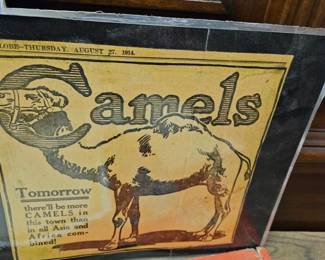 LOBE—THURSDAY, AUGUST 27, 1914.
Camels
Tomorrow
there'll be more
CAMELS in
this town than
in all Asia and
Africa com-
bined!